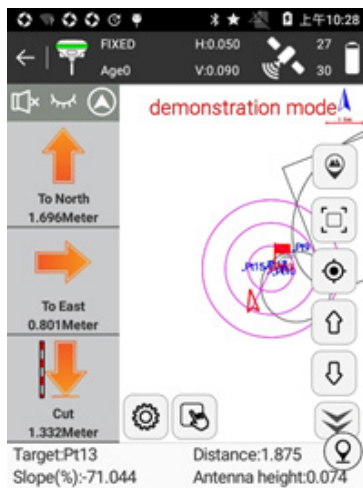 上午10:28
FIXED H:0.050 27
Age0 V:0.090 30
demonstration mode
To North
1.696Meter
To East
0.801Meter
Cut
1.332Meter
Target:Pt13 Distance:1.875
Slope(%):-71.044 Antenna height:0.074